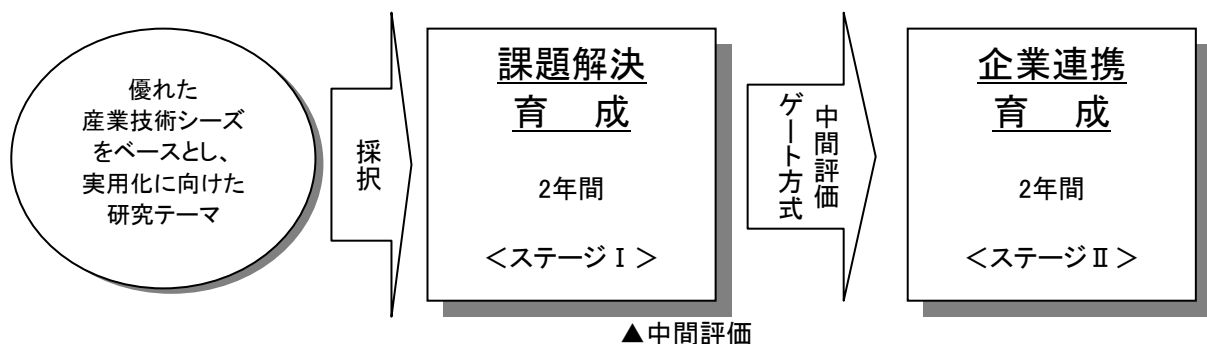 優れた
産業技術シーズ
をベースとし、
実用化に向けた
研究テーマ
採択
課題解決
育　成
2年間
＜ステージⅠ＞
中間評価
ゲート方式
企業連携
育　成
2年間
＜ステージⅡ＞
▲中間評価